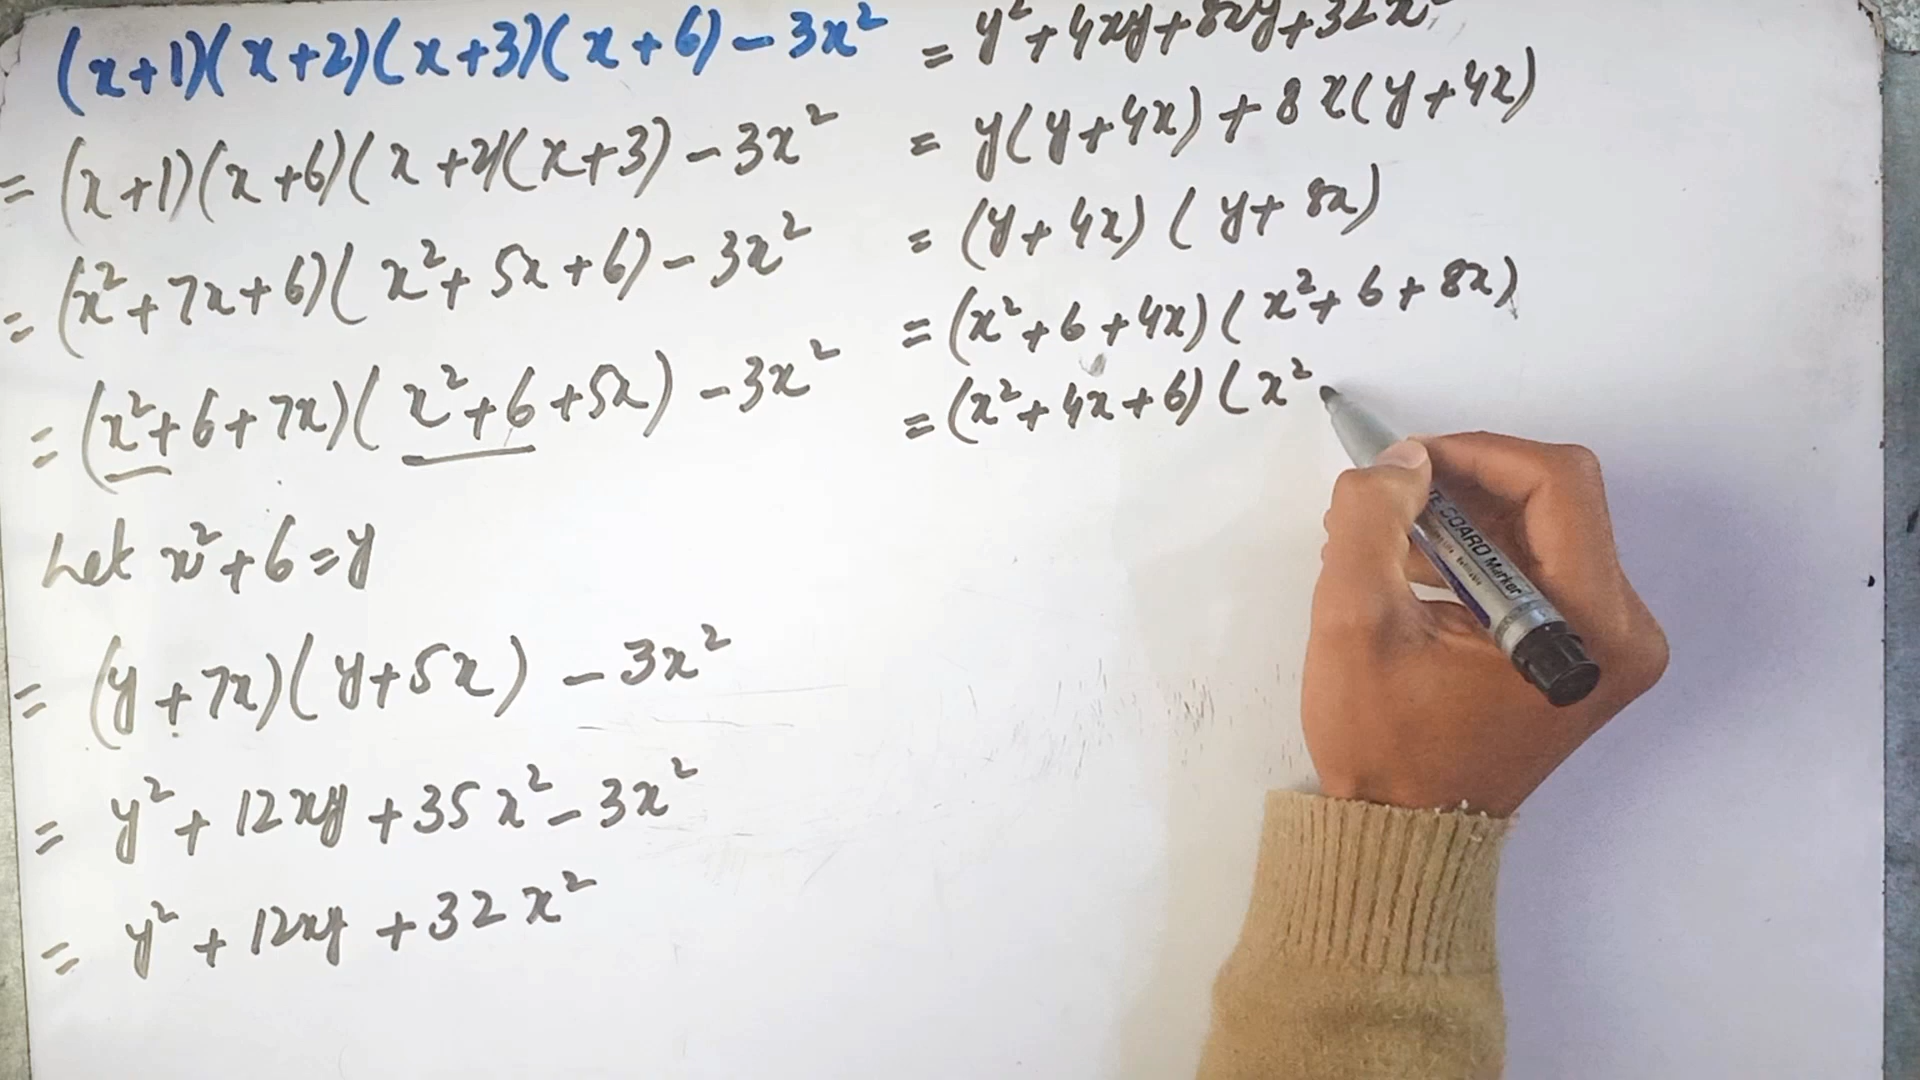 (x+1)(x+2)(x+3)(x+6)-3x²
= (x+1)(x+6)(x+2)(x+3)-3x²
= (x²+7x+6)(x²+5x+6)-3x²
= (x²+6+7x)(x²+6+5x)-3x²
Let x²+6=y
= (y+7x)(y+5x)-3x²
= y²+12xy+35x²-3x²
= y²+12xy+32x²
= y²+4xy+8xy+32x²
= y(y+4x)+8x(y+4x)
= (y+4x)(y+8x)
= (x²+6+4x)(x²+6+8x)
= (x²+4x+6)(x²
BOARD Marker